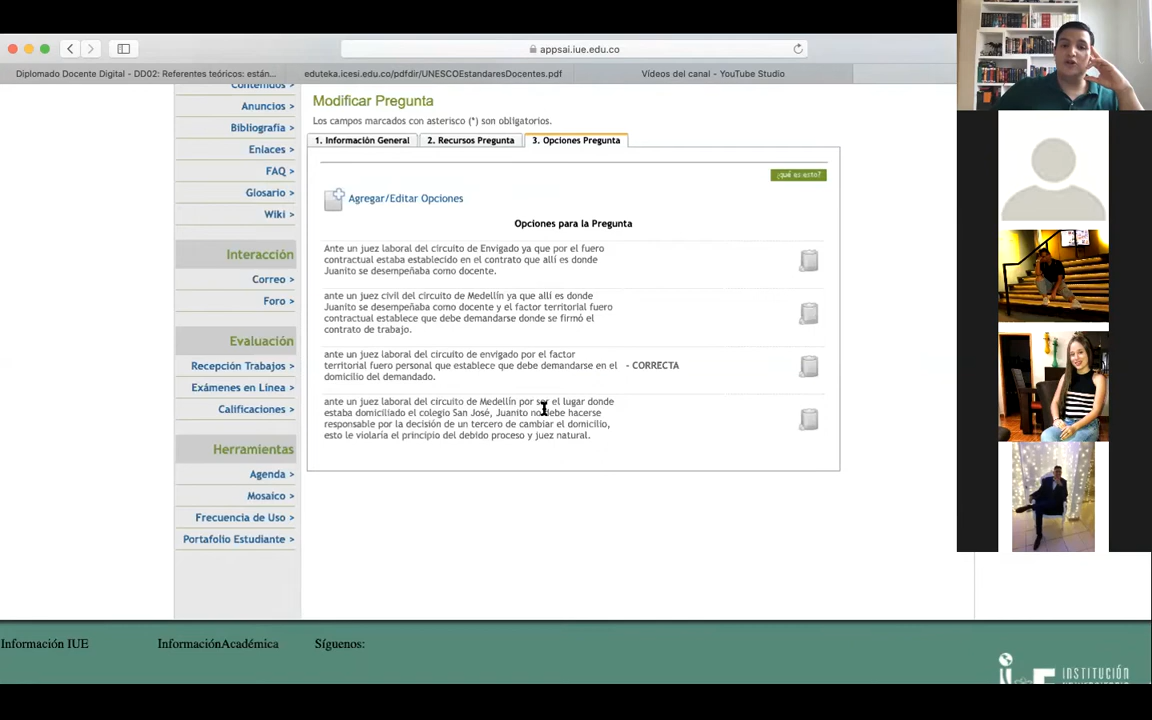 appsai.iue.edu.co
Diplomado Docente Digital - DD02: Referentes teóricos: están...
eduteka.icesi.edu.co/pdfdir/UNESCOEstandaresDocentes.pdf
Vídeos del canal - YouTube Studio
Contenidos >
Anuncios >
Bibliografía >
Enlaces >
FAQ >
Glosario >
Wiki >
Interacción
Correo >
Foro >
Evaluación
Recepción Trabajos >
Exámenes en Línea >
Calificaciones >
Herramientas
Agenda >
Mosaico >
Frecuencia de Uso >
Portafolio Estudiante >
Modificar Pregunta
Los campos marcados con asterisco (*) son obligatorios.
1. Información General
2. Recursos Pregunta
3. Opciones Pregunta
¿qué es esto?
Agregar/Editar Opciones
Opciones para la Pregunta
Ante un juez laboral del circuito de Envigado ya que por el fuero
contractual estaba establecido en el contrato que allí es donde
Juanito se desempeñaba como docente.
ante un juez civil del circuito de Medellín ya que allí es donde
Juanito se desempeñaba como docente y el factor territorial fuero
contractual establece que debe demandarse donde se firmó el
contrato de trabajo.
ante un juez laboral del circuito de envigado por el factor
territorial fuero personal que establece que debe demandarse en el
domicilio del demandado.
- CORRECTA
ante un juez laboral del circuito de Medellín por ser el lugar donde
estaba domiciliado el colegio San José, Juanito no debe hacerse
responsable por la decisión de un tercero de cambiar el domicilio,
esto le violaría el principio del debido proceso y juez natural.
Información IUE
InformaciónAcadémica
Síguenos:
INSTITUCIÓN